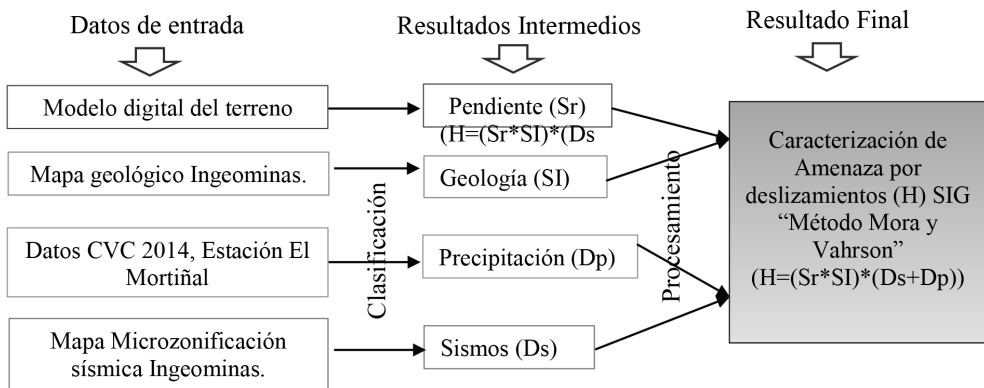 Datos de entrada
Resultados Intermedios
Resultado Final
Modelo digital del terreno
Mapa geológico Ingeominas.
Datos CVC 2014, Estación El
Mortiñal
Mapa Microzonificación
sísmica Ingeominas.
Clasificación
Pendiente (Sr)
(H=(Sr*SI)*(Ds
Geología (SI)
Precipitación (Dp)
Sismos (Ds)
Procesamiento
Caracterización de
Amenaza por
deslizamientos (H) SIG
“Método Mora y
Vahrson”
(H=(Sr*SI)*(Ds+Dp))